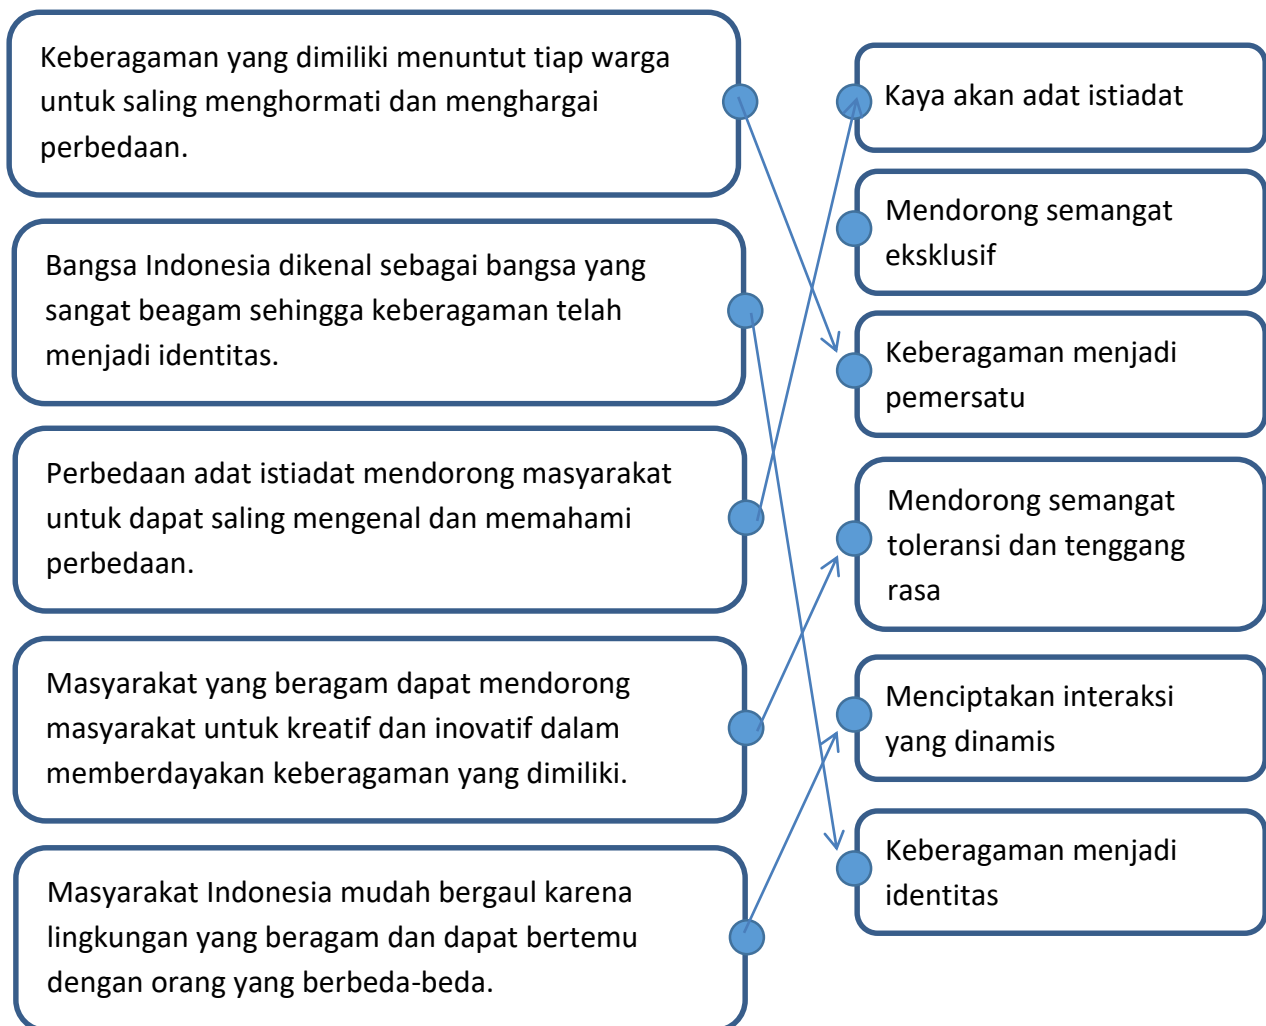 Keberagaman yang dimiliki menuntut tiap warga
untuk saling menghormati dan menghargai
perbedaan.
Bangsa Indonesia dikenal sebagai bangsa yang
sangat beagam sehingga keberagaman telah
menjadi identitas.
Perbedaan adat istiadat mendorong masyarakat
untuk dapat saling mengenal dan memahami
perbedaan.
Masyarakat yang beragam dapat mendorong
masyarakat untuk kreatif dan inovatif dalam
memberdayakan keberagaman yang dimiliki.
Masyarakat Indonesia mudah bergaul karena
lingkungan yang beragam dan dapat bertemu
dengan orang yang berbeda-beda.
Kaya akan adat istiadat
Mendorong semangat
eksklusif
Keberagaman menjadi
pemersatu
Mendorong semangat
toleransi dan tenggang
rasa
Menciptakan interaksi
yang dinamis
Keberagaman menjadi
identitas